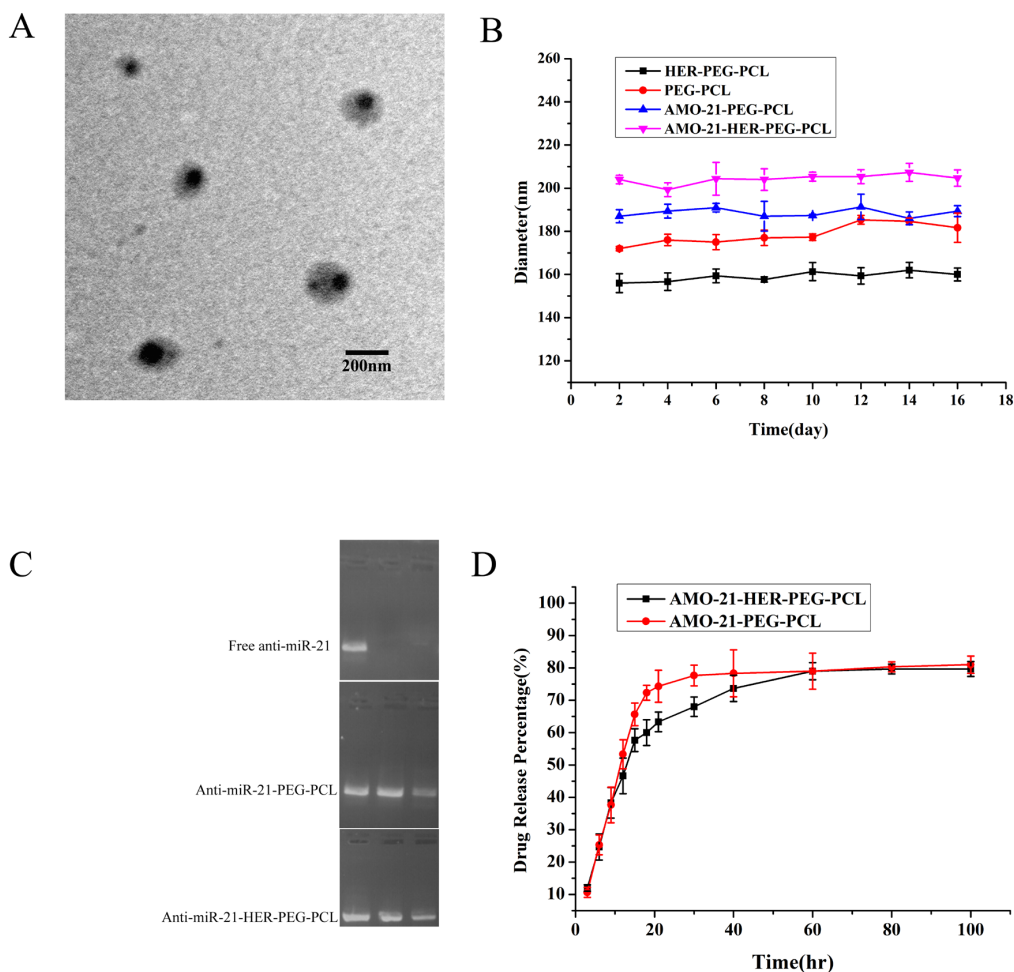 A
200nm
B
260
240
220
200
180
160
140
120
Diameter(nm
HER-PEG-PCL
PEG-PCL
AMO-21-PEG-PCL
AMO-21-HER-PEG-PCL
0
2
4
6
8
10
12
14
16
18
Time(day)
C
Free anti-miR-21
Anti-miR-21-PEG-PCL
Anti-miR-21-HER-PEG-PCL
D
100
90
80
70
60
50
40
30
20
10
Drug Release Percentage(%)
AMO-21-HER-PEG-PCL
AMO-21-PEG-PCL
0
20
40
60
80
100
Time(hr)